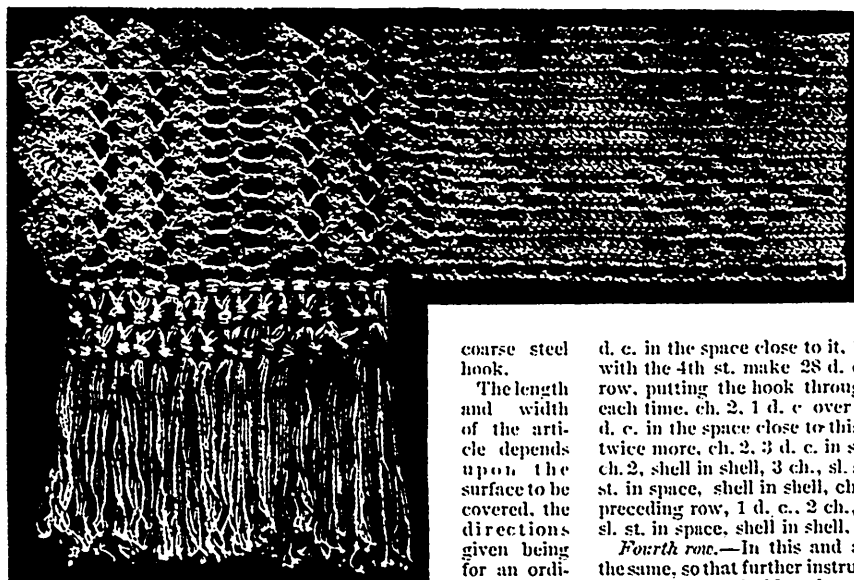 coarse steel
hook.
The length
and width
of the arti-
cle depends
upon the
surface to be
covered, the
directions
given being
for an ordi-
d. c. in the space close to it.
with the 4th st. make 28 d.
row, putting the hook throug
each time, ch. 2, 1 d. c over
d. c. in the space close to this
twice more, ch. 2, 3 d. c. in s
ch. 2, shell in shell, 3 ch., sl.
st. in space, shell in shell, ch
preceding row, 1 d. c., 2 ch.,
sl. st. in space, shell in shell.
Fourth row.—In this and a
the same, so that further instru